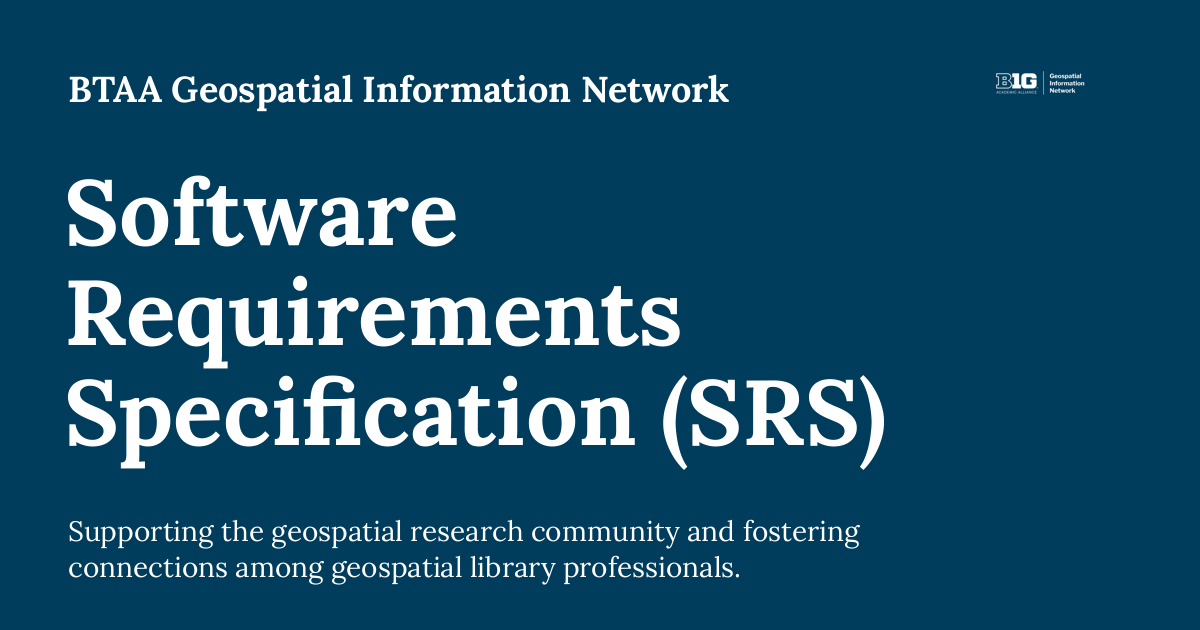 BTAA Geospatial Information Network
B1G
ACADEMIC ALLIANCE
Geospatial
Information
Network
Software
Requirements
Specification (SRS)
Supporting the geospatial research community and fostering
connections among geospatial library professionals.